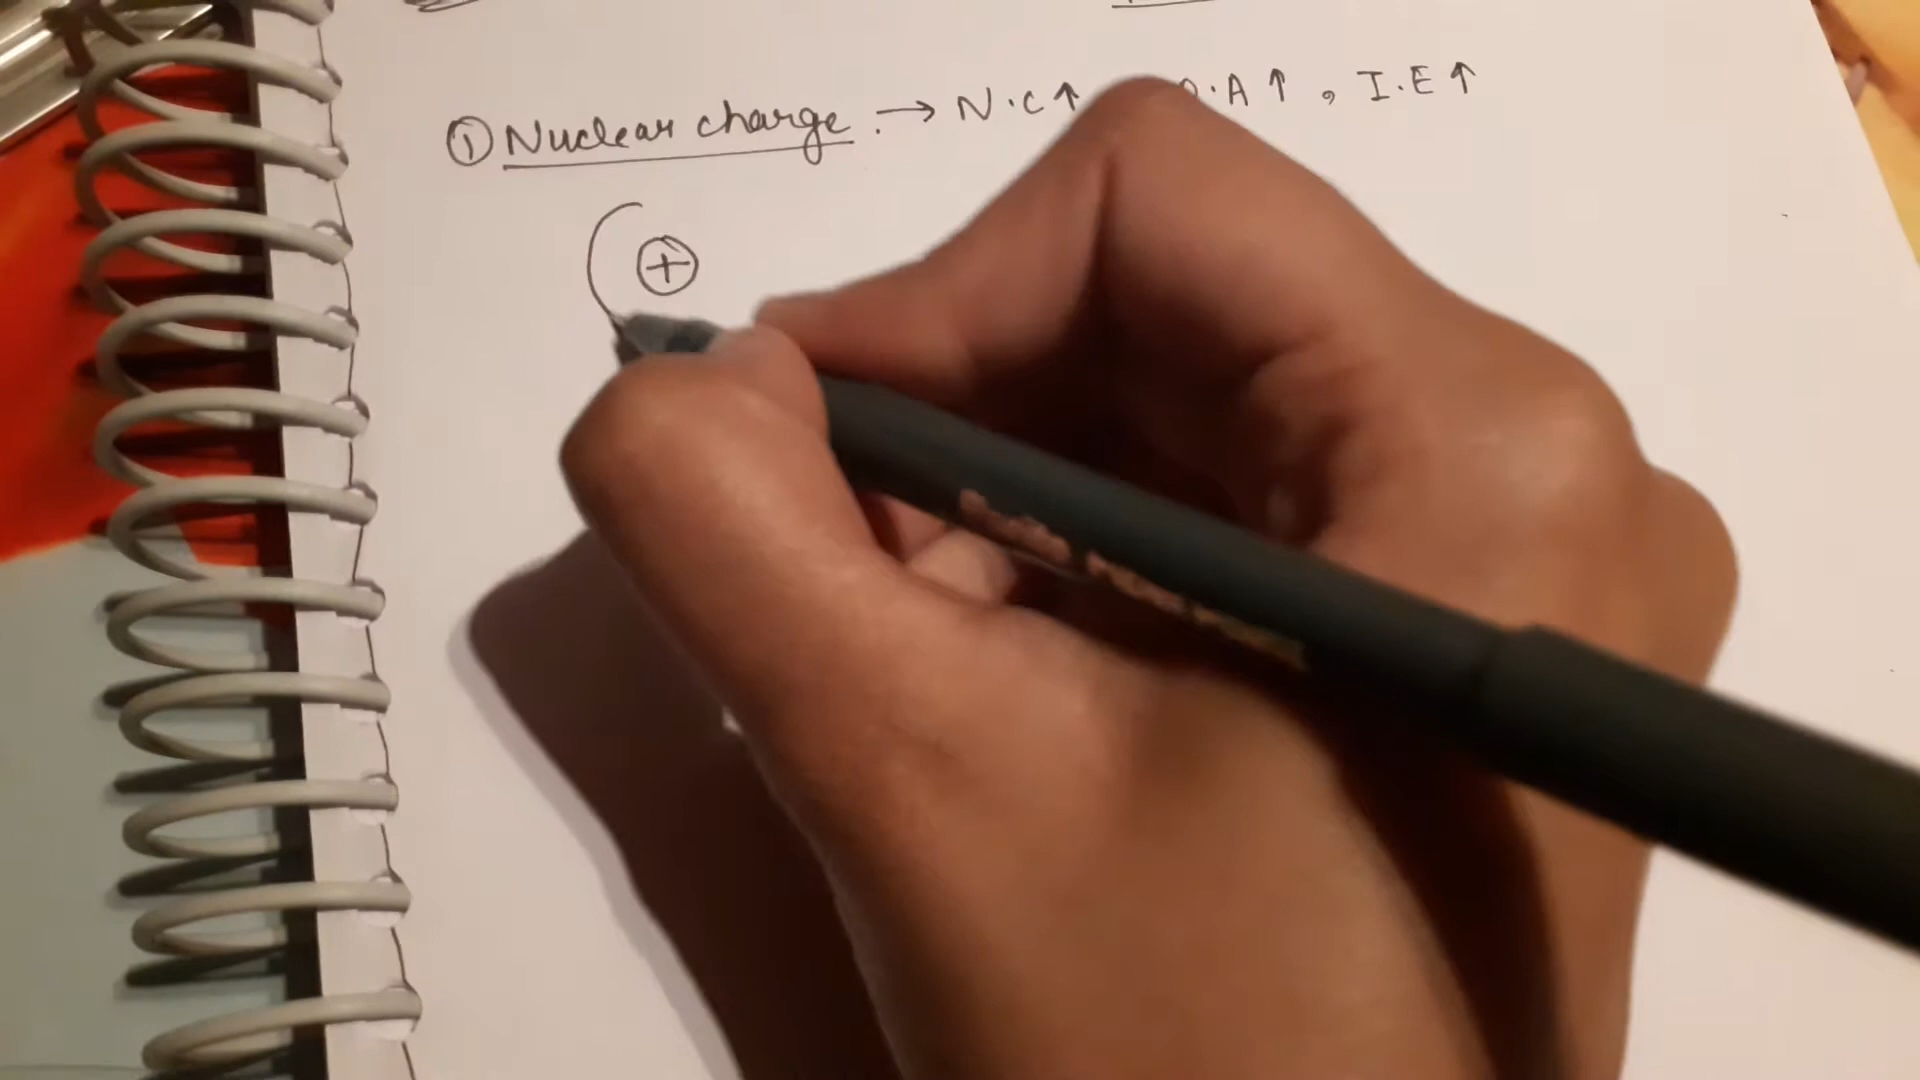 ① Nuclear charge :→ N.C↑ .A↑ , I.E↑
+